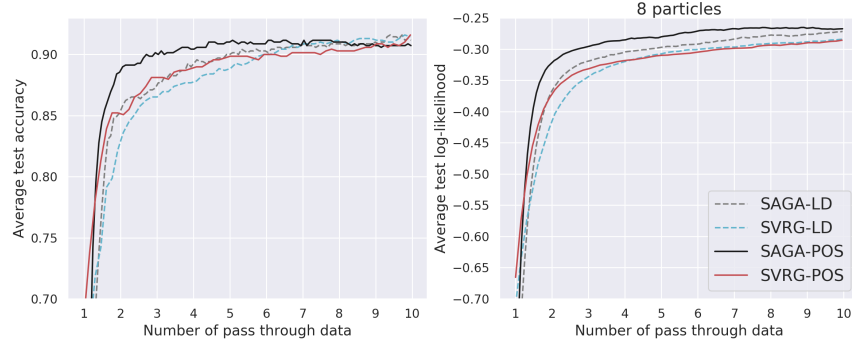 8 particles
Average test accuracy
0.90
0.85
0.80
0.75
0.70
1 2 3 4 5 6 7 8 9 10
Number of pass through data
Average test log-likelihood
−0.25
−0.30
−0.35
−0.40
−0.45
−0.50
−0.55
−0.60
−0.65
−0.70
SAGA-LD
SVRG-LD
SAGA-POS
SVRG-POS
1 2 3 4 5 6 7 8 9 10
Number of pass through data